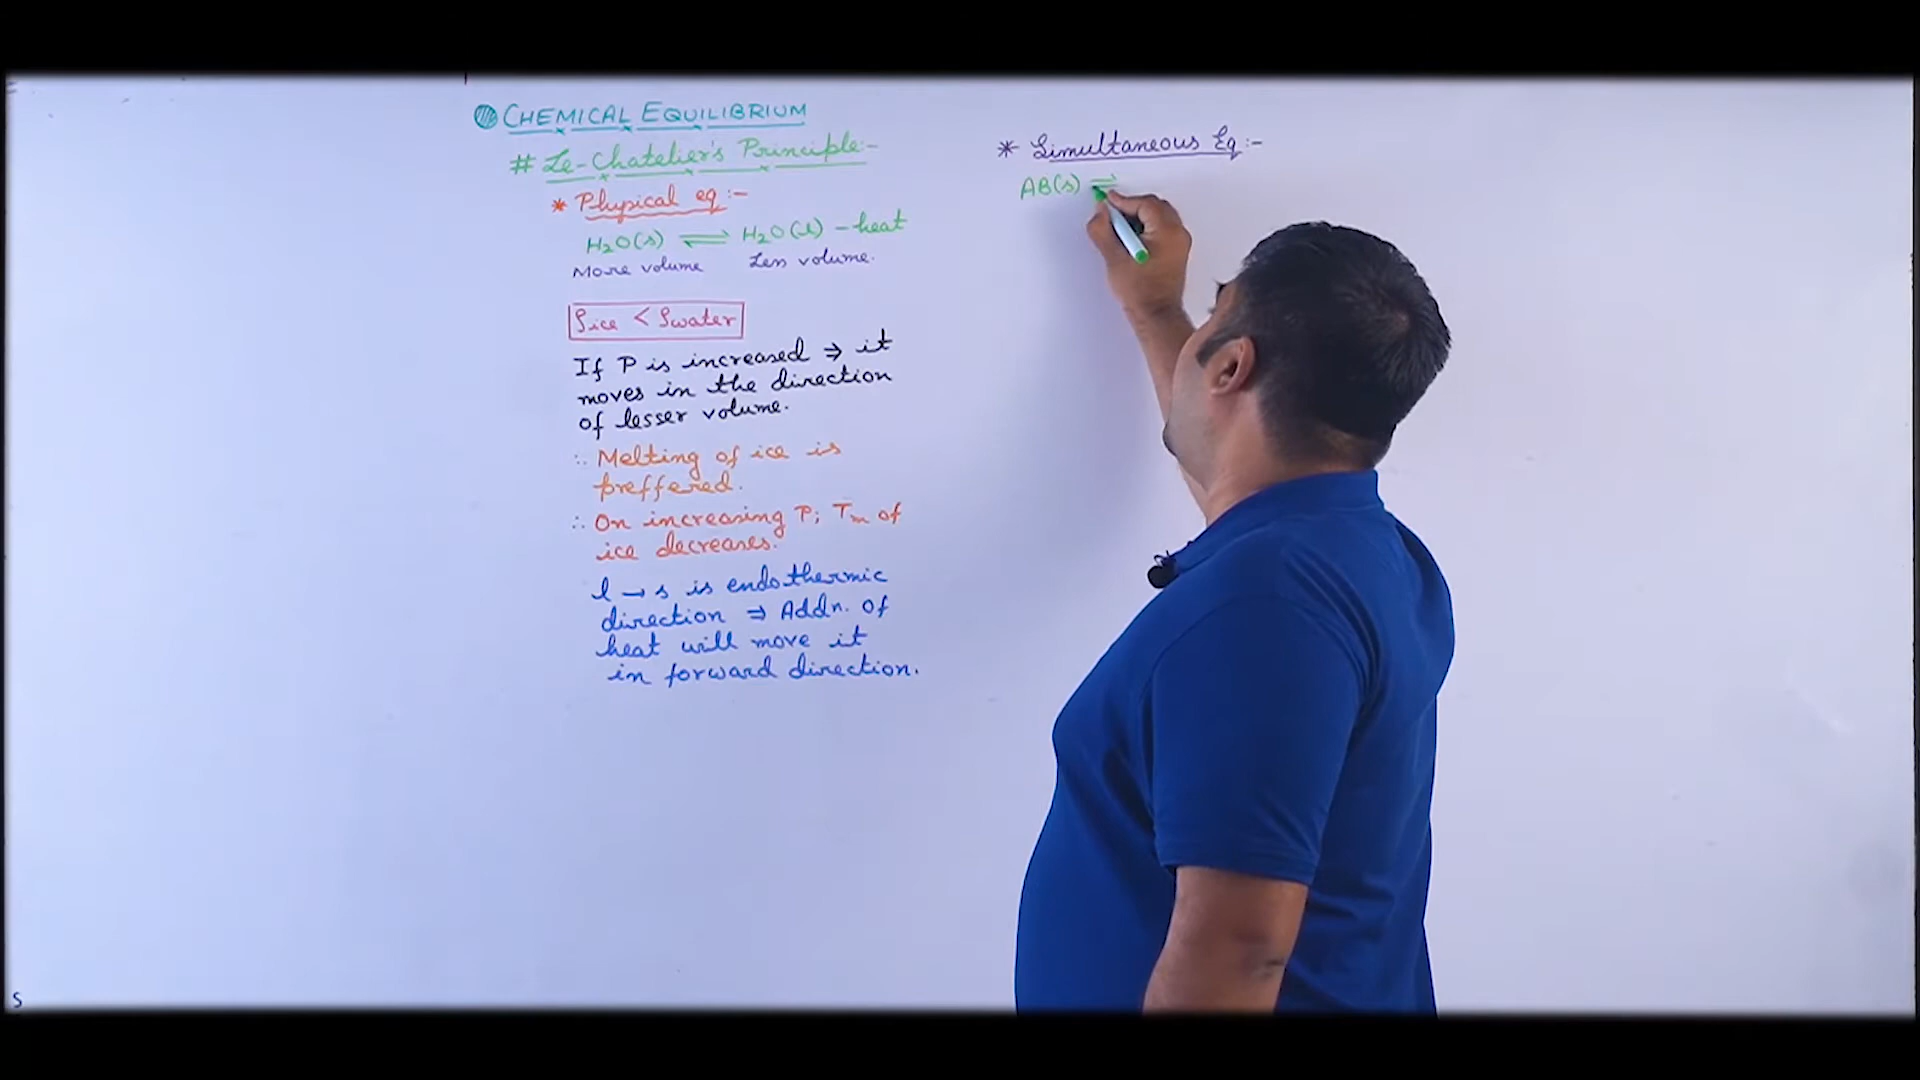 CHEMICAL EQUILIBRIUM
# Le-Chatelier's Principle:-
* Physical eq :-
H₂O(s) ⇌ H₂O(l) - heat
More volume Less volume.
ρice < ρwater
If P is increased ⇒ it
moves in the direction
of lesser volume.
∴ Melting of ice is
preffered.
∴ On increasing P; Tm of
ice decreases.
l → s is endothermic
direction ⇒ Addn. of
heat will move it
in forward direction.
* Simultaneous Eq :-
AB(s) ⇌
S